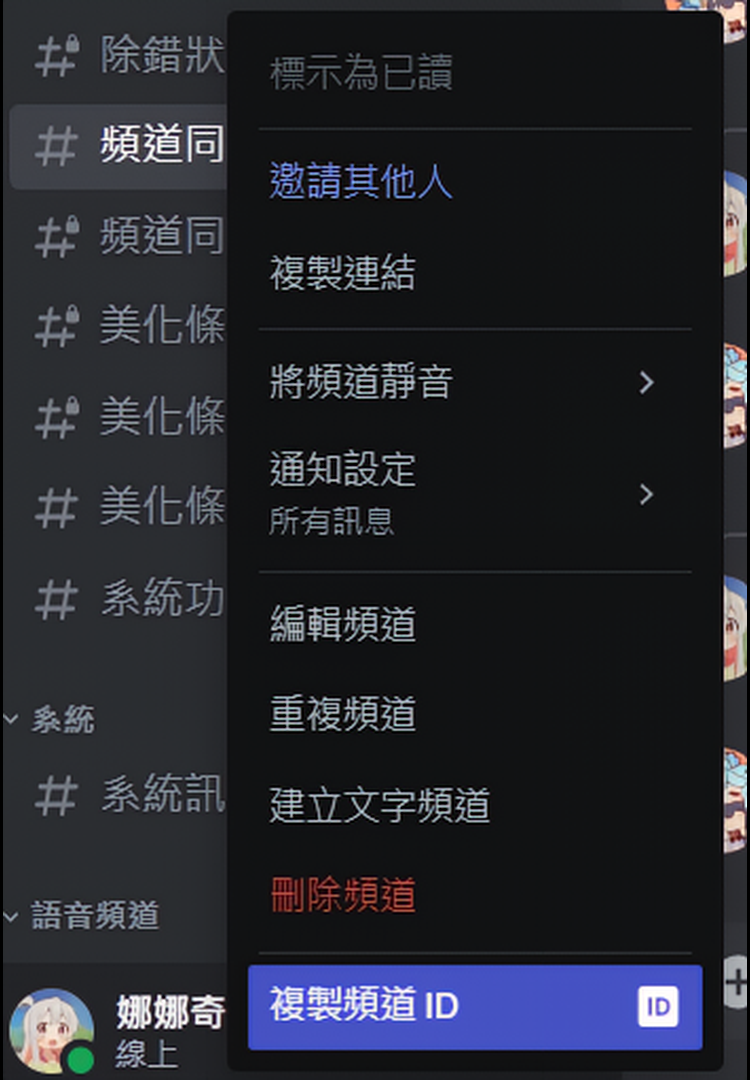 除錯狀
頻道同
頻道同
美化條
美化條
美化條
系統功
系統
系統訊
語音頻道
娜娜奇
線上
標示為已讀
邀請其他人
複製連結
將頻道靜音
通知設定
所有訊息
編輯頻道
重複頻道
建立文字頻道
刪除頻道
複製頻道 ID
ID